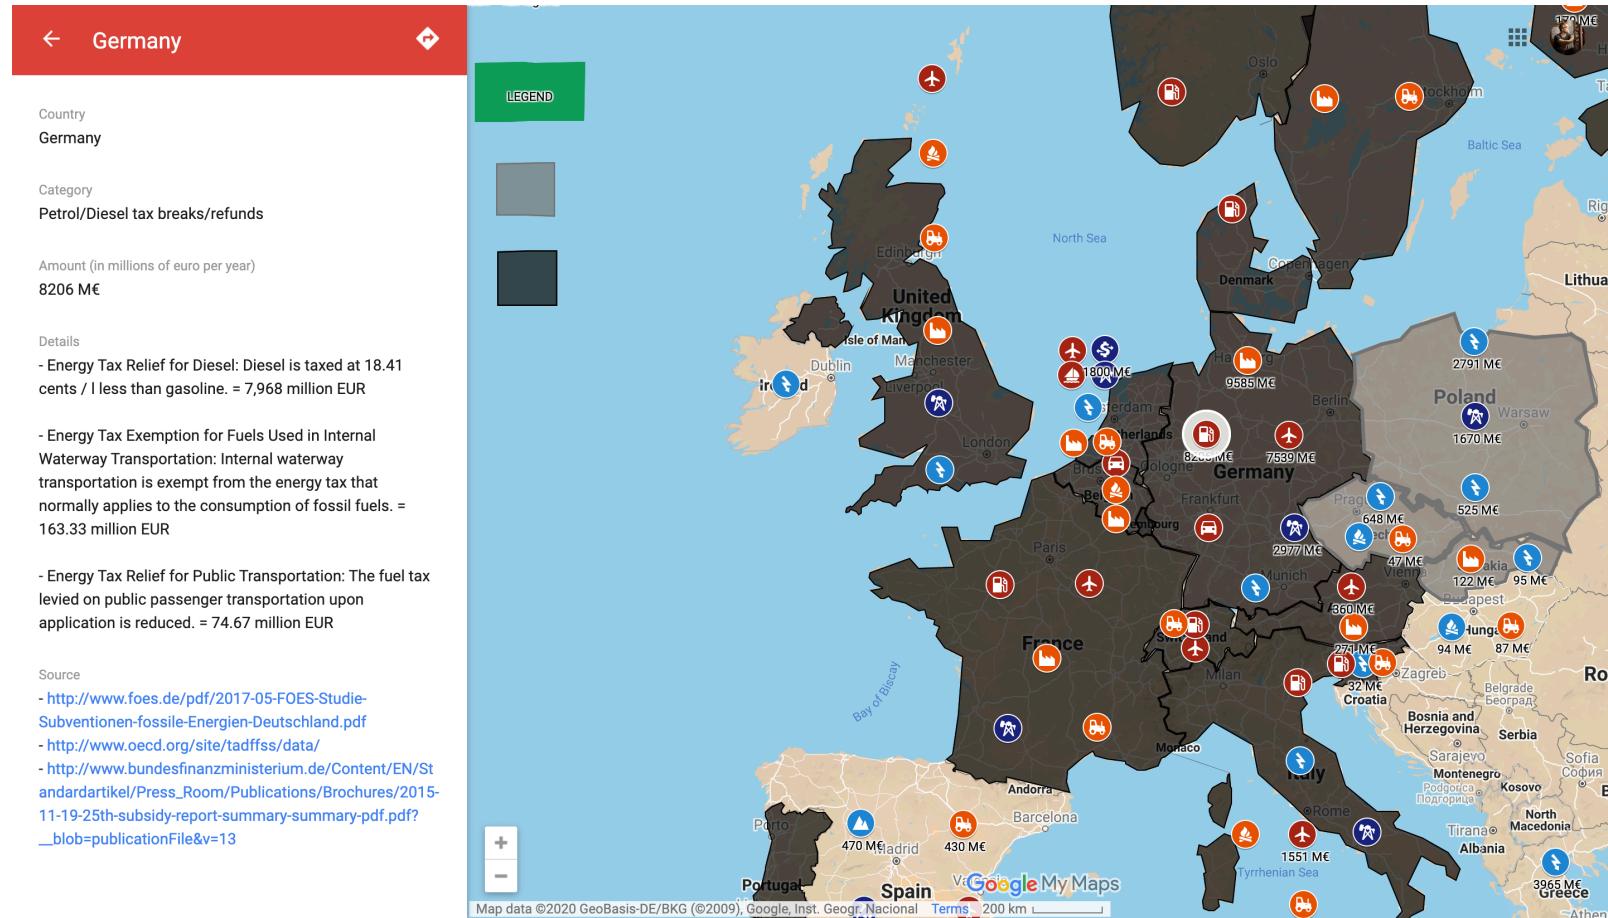 Germany
Country
Germany
Category
Petrol/Diesel tax breaks/refunds
Amount (in millions of euro per year)
8206 M€
Details
- Energy Tax Relief for Diesel: Diesel is taxed at 18.41
cents / l less than gasoline. = 7,968 million EUR
- Energy Tax Exemption for Fuels Used in Internal
Waterway Transportation: Internal waterway
transportation is exempt from the energy tax that
normally applies to the consumption of fossil fuels. =
163.33 million EUR
- Energy Tax Relief for Public Transportation: The fuel tax
levied on public passenger transportation upon
application is reduced. = 74.67 million EUR
Source
- http://www.foes.de/pdf/2017-05-FOES-Studie-
Subventionen-fossile-Energien-Deutschland.pdf
- http://www.oecd.org/site/tadffss/data/
- http://www.bundesfinanzministerium.de/Content/EN/St
andardartikel/Press_Room/Publications/Brochures/2015-
11-19-25th-subsidy-report-summary-summary-pdf.pdf?
__blob=publicationFile&v=13
LEGEND
Oslo
Baltic Sea
North Sea
Edinburgh
Denmark
Copenhagen
Lithua
United
Kingdom
Isle of Man
Manchester
Dublin
Liverpool
1800 M€
9585 M€
Berlin
2791 M€
Poland
Warsaw
1670 M€
London
7539 M€
Cologne
Germany
Frankfurt
525 M€
648 M€
2977 M€
47 M€
Paris
Munich
Vienna
122 M€
95 M€
360 M€
Budapest
France
271 M€
94 M€
87 M€
Milan
Zagreb
32 M€
Croatia
Belgrade
Београд
Bay of Biscay
Bosnia and
Herzegovina
Serbia
Monaco
Sarajevo
Sofia
София
Montenegro
Podgorica
Подгорица
Kosovo
Italy
Andorra
Rome
North
Macedonia
Porto
Barcelona
Tirana
Albania
470 M€
Madrid
430 M€
1551 M€
Tyrrhenian Sea
Portugal
Spain
3965 M€
Greece
Google My Maps
Map data ©2020 GeoBasis-DE/BKG (©2009), Google, Inst. Geogr. Nacional Terms 200 km